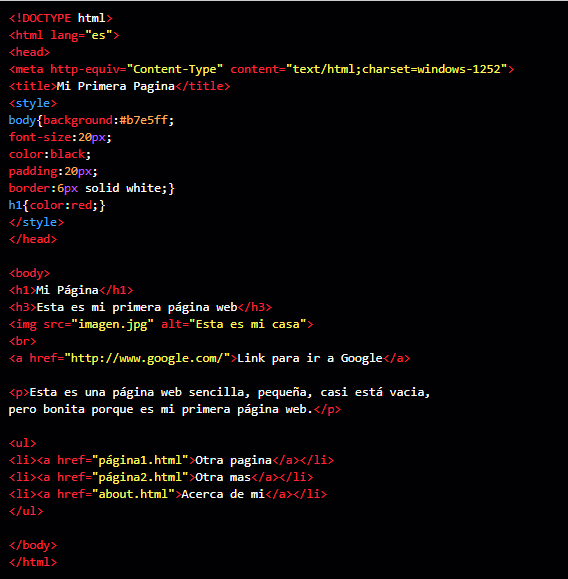 <!DOCTYPE html>
<html lang="es">
<head>
<meta http-equiv="Content-Type" content="text/html;charset=windows-1252">
<title>Mi Primera Pagina</title>
<style>
body{background:#b7e5ff;
font-size:20px;
color:black;
padding:20px;
border:6px solid white;}
h1{color:red;}
</style>
</head>

<body>
<h1>Mi Página</h1>
<h3>Esta es mi primera página web</h3>
<img src="imagen.jpg" alt="Esta es mi casa">
<br>
<a href="http://www.google.com/">Link para ir a Google</a>

<p>Esta es una página web sencilla, pequeña, casi está vacia,
pero bonita porque es mi primera página web.</p>

<ul>
<li><a href="página1.html">Otra pagina</a></li>
<li><a href="página2.html">Otra mas</a></li>
<li><a href="about.html">Acerca de mi</a></li>
</ul>

</body>
</html>